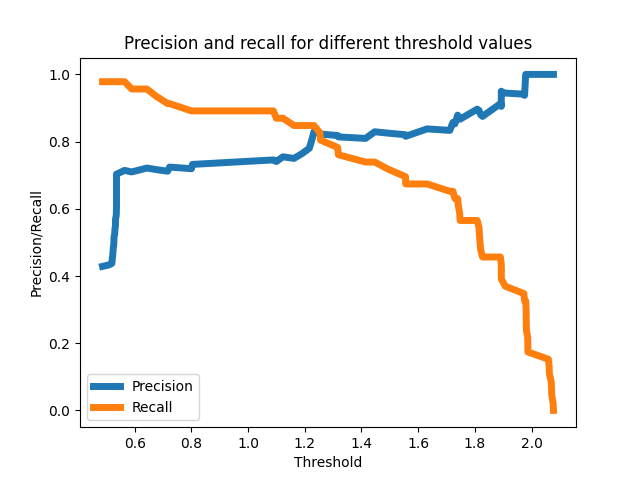 Precision and recall for different threshold values
1.0
0.8
0.6
0.4
0.2
0.0
Precision/Recall
Precision
Recall
0.6 0.8 1.0 1.2 1.4 1.6 1.8 2.0
Threshold